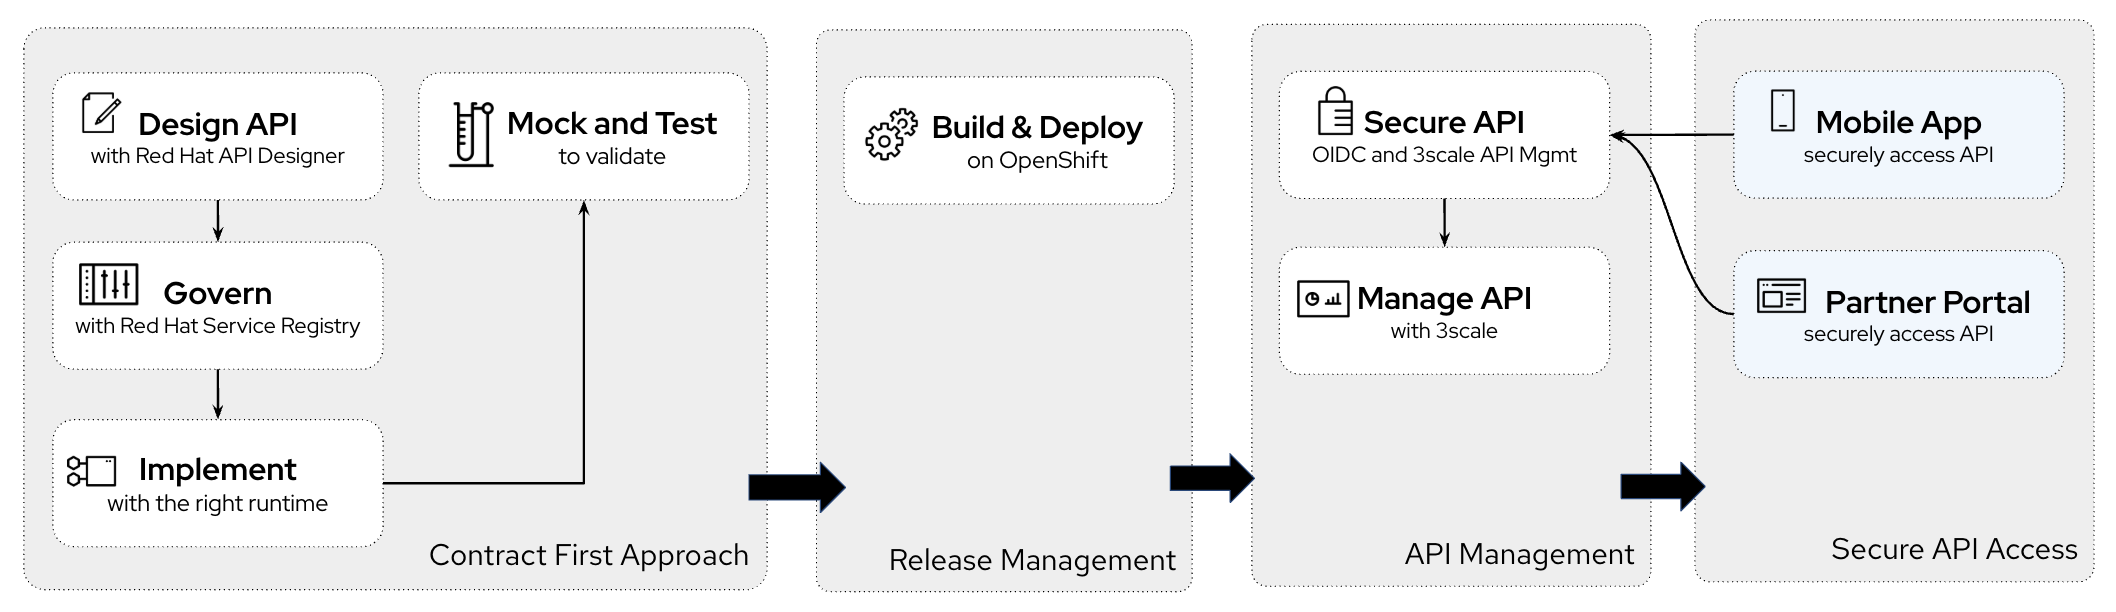 Design API
with Red Hat API Designer
Govern
with Red Hat Service Registry
Implement
with the right runtime
Mock and Test
to validate
Contract First Approach
Build & Deploy
on OpenShift
Release Management
Secure API
OIDC and 3scale API Mgmt
Manage API
with 3scale
API Management
Mobile App
securely access API
Partner Portal
securely access API
Secure API Access